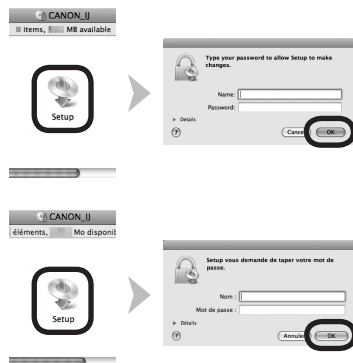 CANON_IJ
items, MB available
Setup
Type your password to allow Setup to make
changes.
Name:
Password:
Details
?
Cancel
OK
CANON_IJ
éléments, Mo disponib
Setup
Setup vous demande de taper votre mot de
passe.
Nom :
Mot de passe :
Détails
?
Annuler
OK